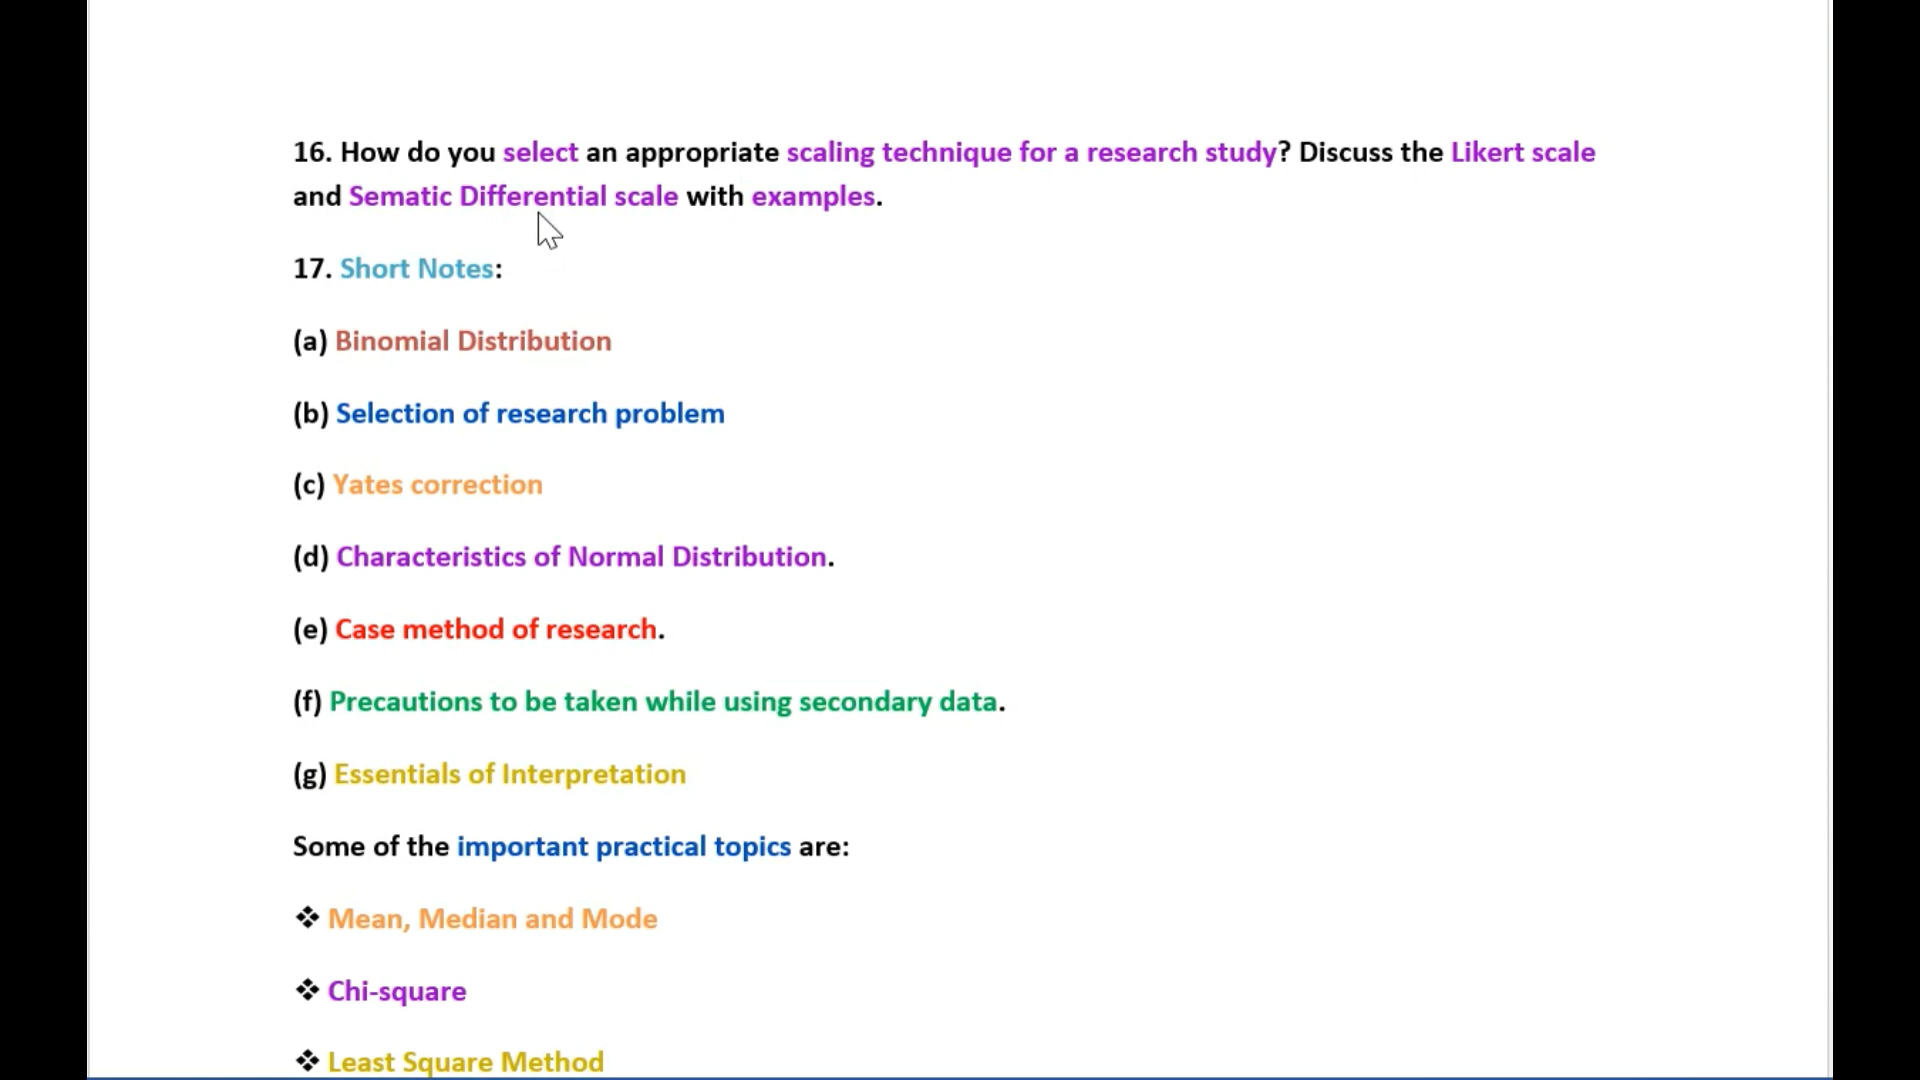 16. How do you select an appropriate scaling technique for a research study? Discuss the Likert scale
and Sematic Differential scale with examples.
17. Short Notes:
(a) Binomial Distribution
(b) Selection of research problem
(c) Yates correction
(d) Characteristics of Normal Distribution.
(e) Case method of research.
(f) Precautions to be taken while using secondary data.
(g) Essentials of Interpretation
Some of the important practical topics are:
❖ Mean, Median and Mode
❖ Chi-square
❖ Least Square Method